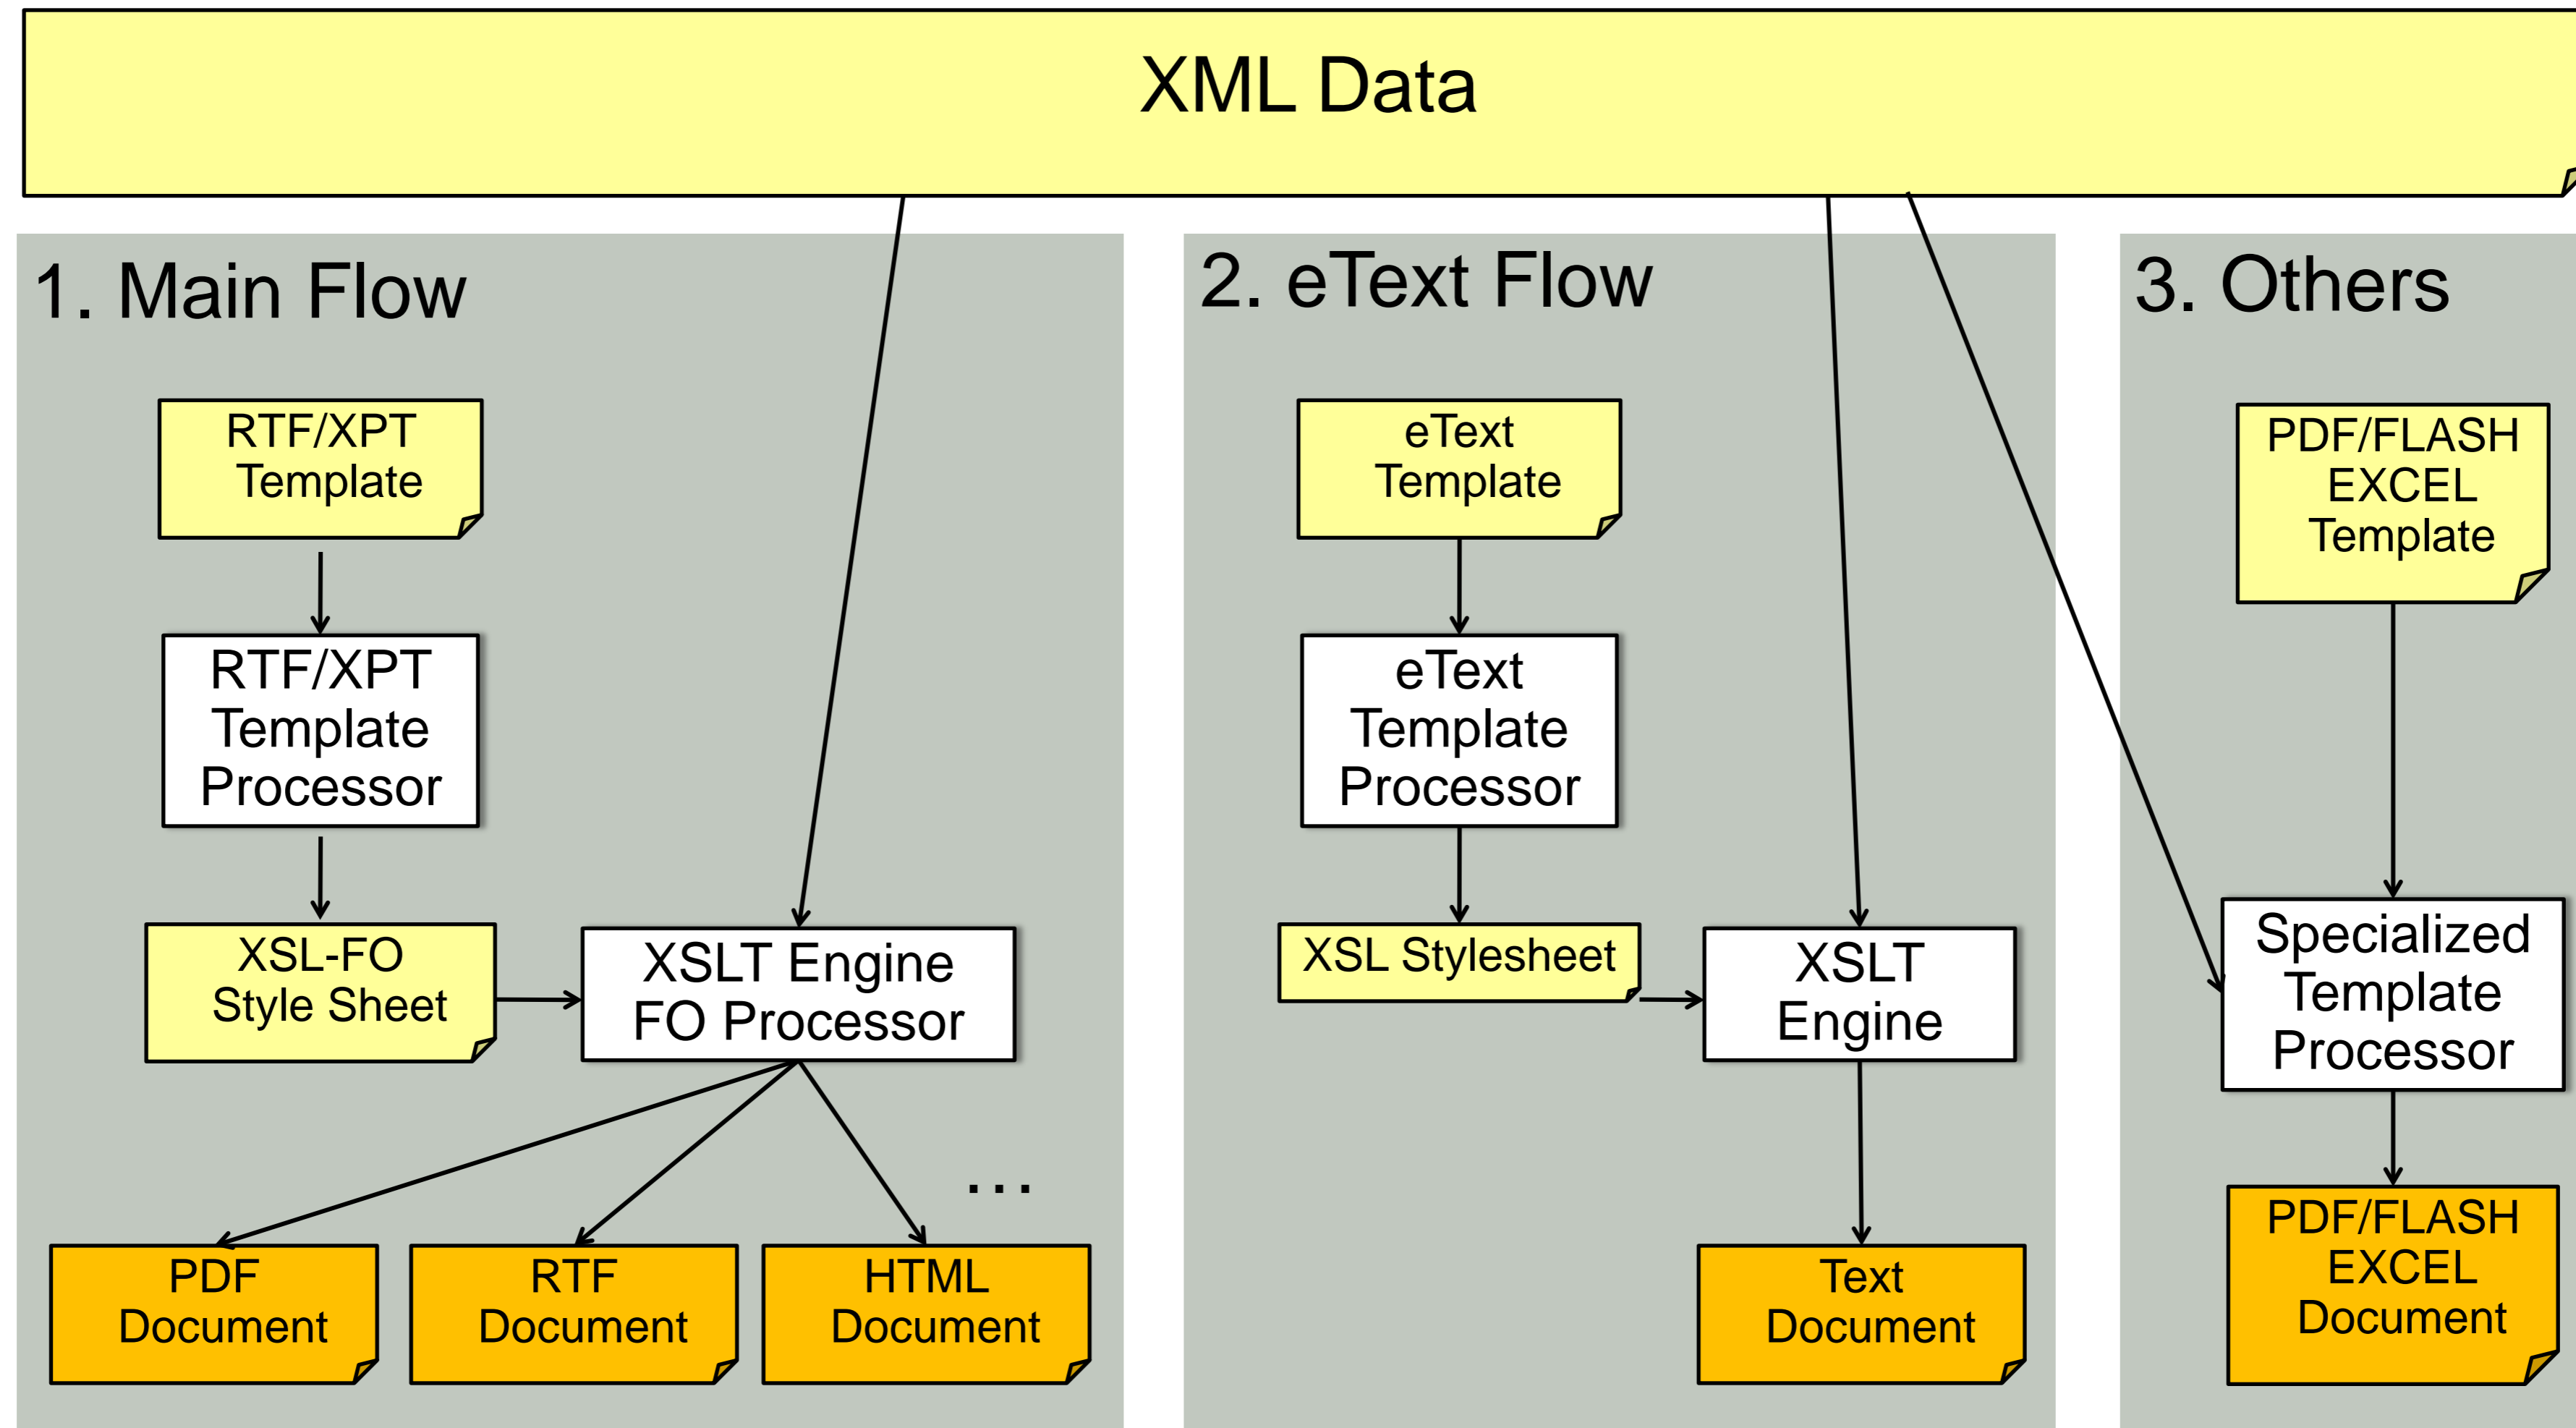 XML Data
1. Main Flow
RTF/XPT
Template
RTF/XPT
Template
Processor
XSL-FO
Style Sheet
XSLT Engine
FO Processor
...
PDF
Document
RTF
Document
HTML
Document
2. eText Flow
eText
Template
eText
Template
Processor
XSL Stylesheet
XSLT
Engine
Text
Document
3. Others
PDF/FLASH
EXCEL
Template
Specialized
Template
Processor
PDF/FLASH
EXCEL
Document